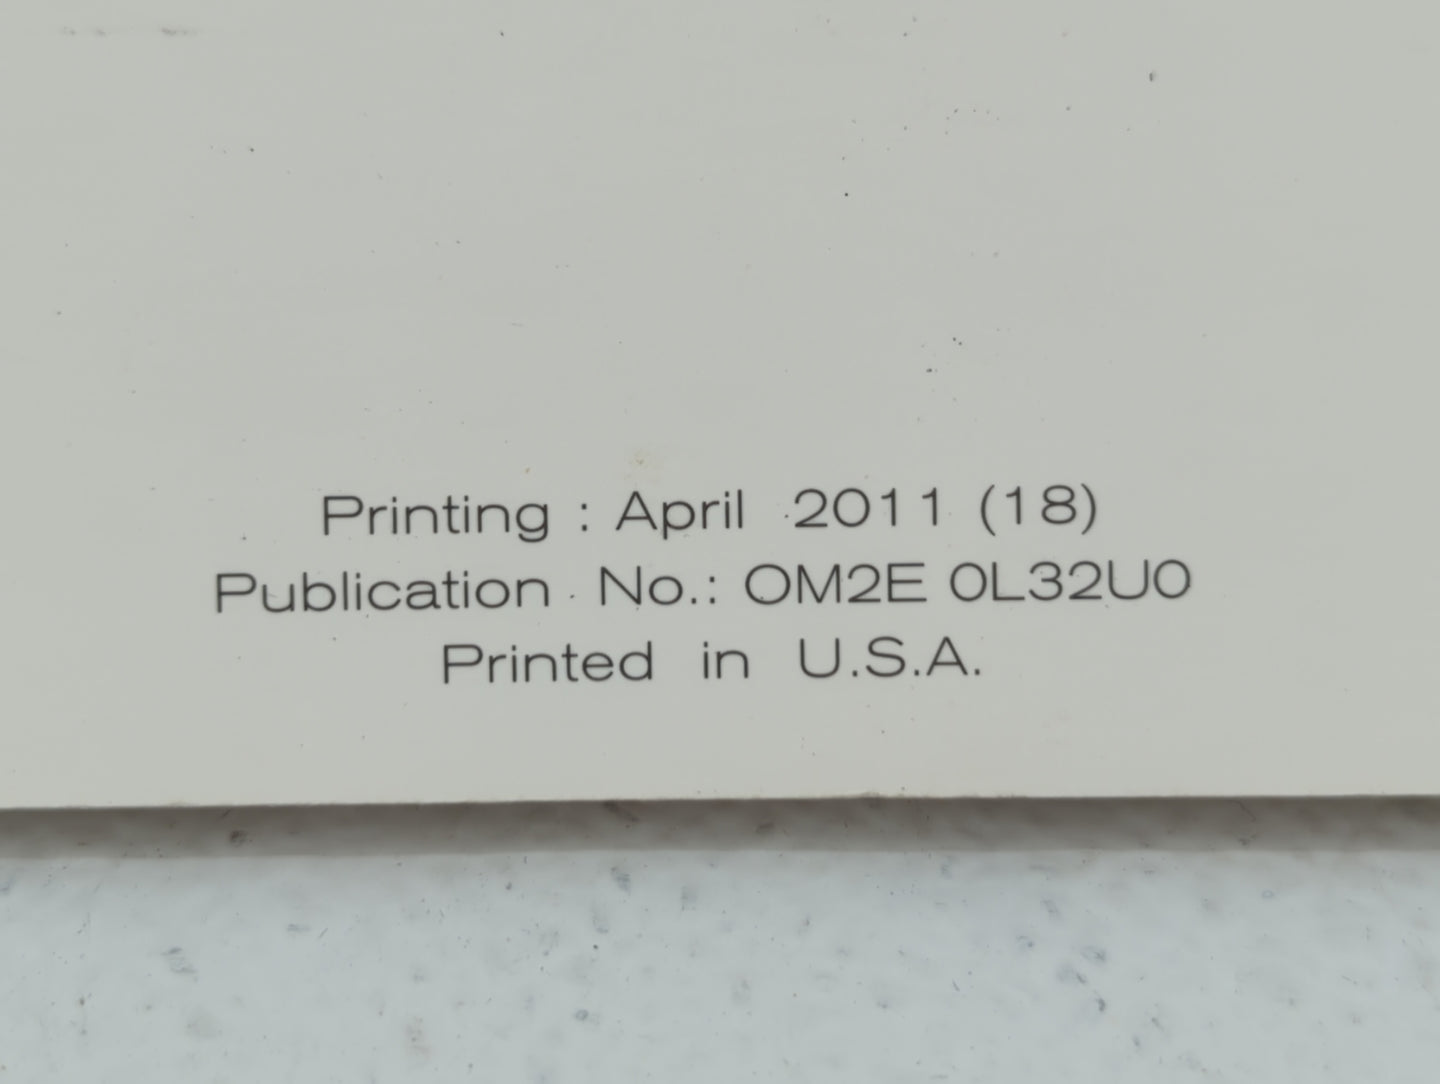 Printing : April 2011 (18)
Publication No.: OM2E 0L32U0
Printed in U.S.A.